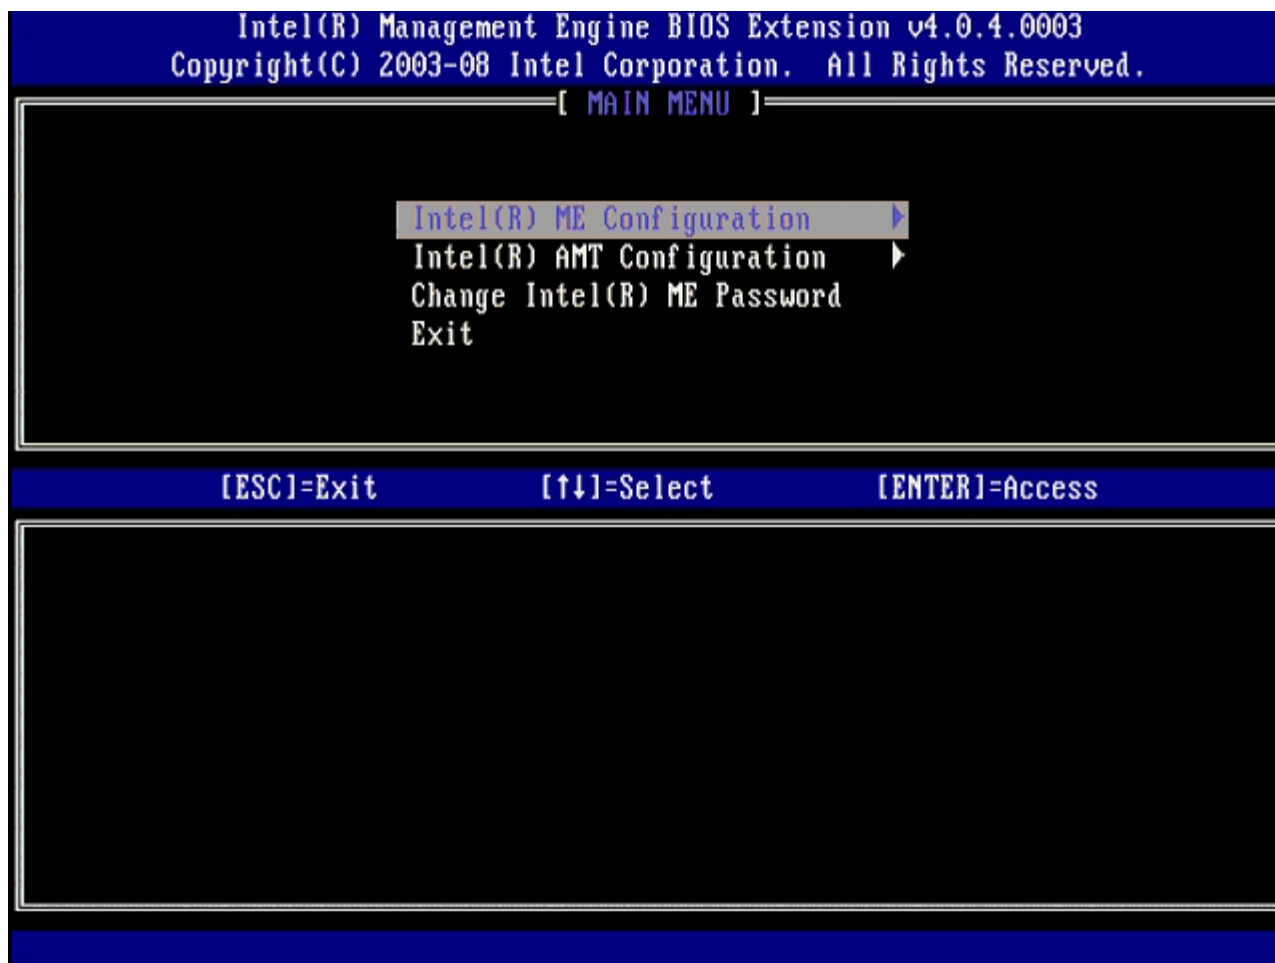 Intel(R) Management Engine BIOS Extension v4.0.4.0003
Copyright(C) 2003-08 Intel Corporation. All Rights Reserved.
[ MAIN MENU ]
Intel(R) ME Configuration ►
Intel(R) AMT Configuration ►
Change Intel(R) ME Password
Exit
[ESC]=Exit [↑↓]=Select [ENTER]=Access